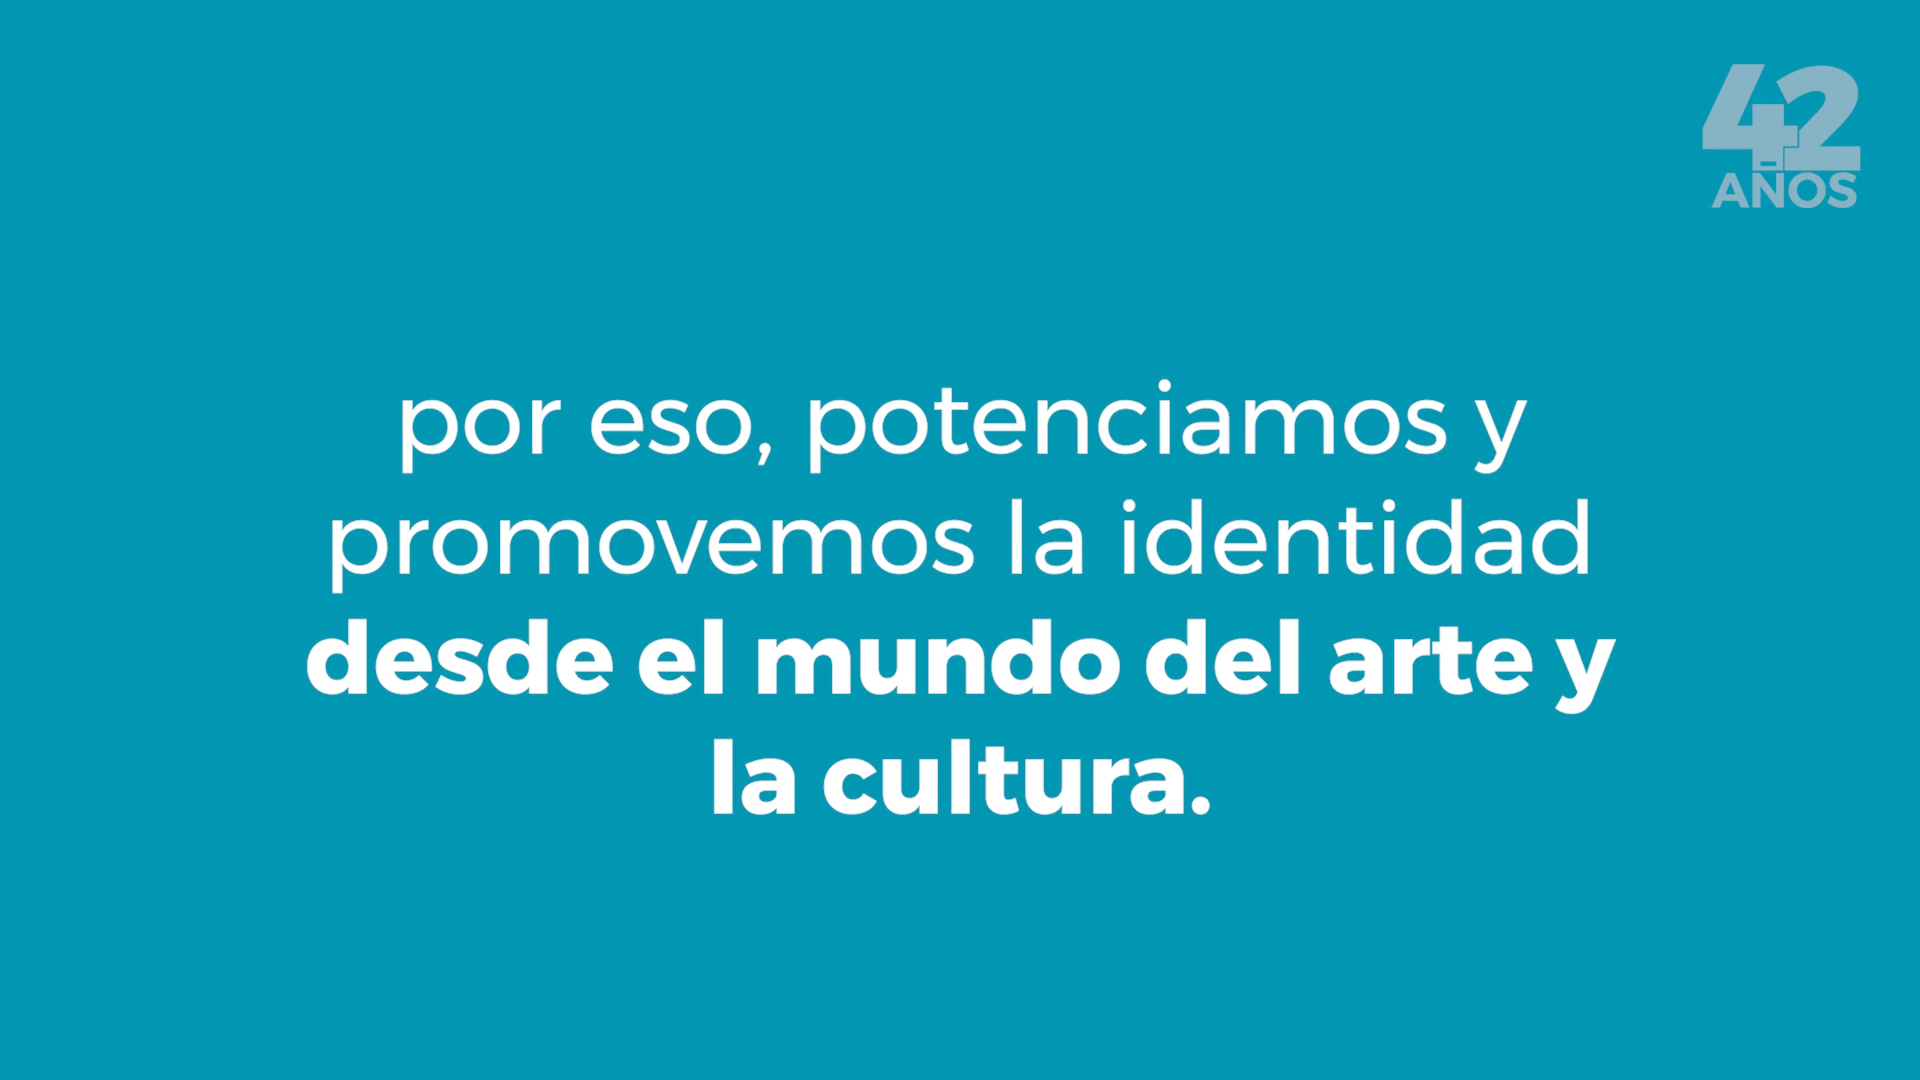 42
AÑOS
por eso, potenciamos y
promovemos la identidad
desde el mundo del arte y
la cultura.